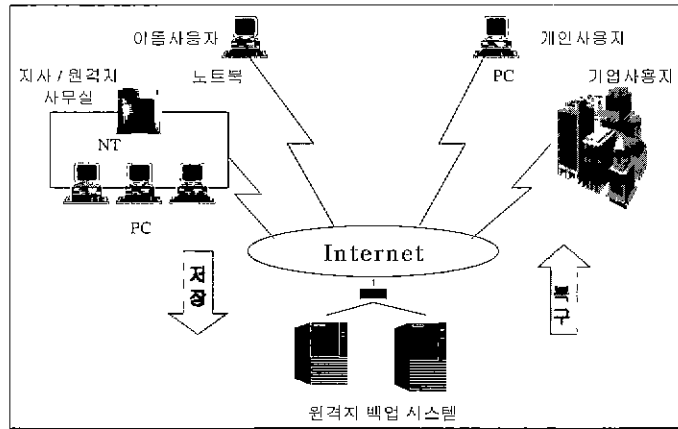 이동사용자
노트북
개인사용자
PC
지사 / 원격지
사무실
NT
PC
기업사용자
Internet
저장
복구
원격지 백업 시스템